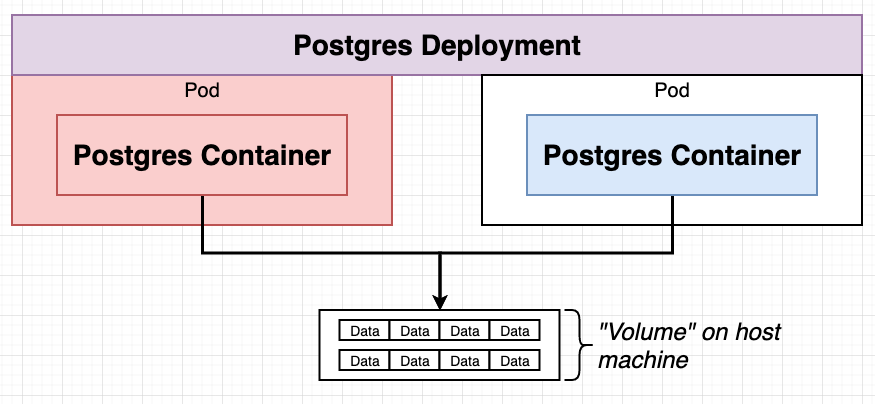 Postgres Deployment
Pod
Pod
Postgres Container
Postgres Container
Data Data Data Data
Data Data Data Data
"Volume" on host
machine